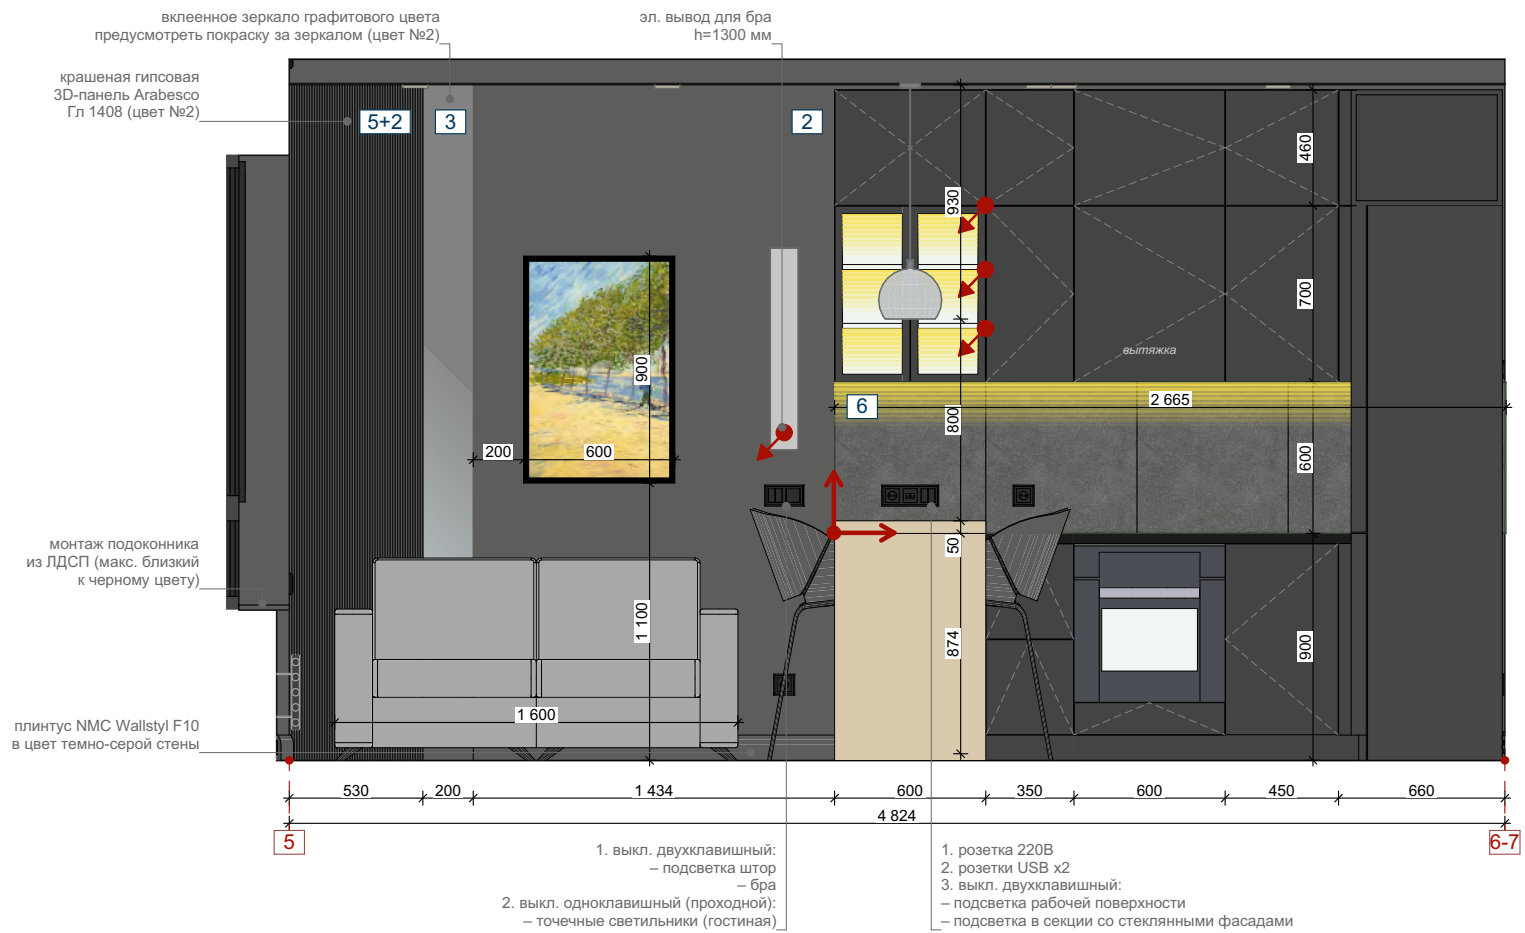 вклеенное зеркало графитового цвета
предусмотреть покраску за зеркалом (цвет №2)
эл. вывод для бра
h=1300 мм
крашеная гипсовая
3D-панель Arabesco
Гл 1408 (цвет №2)
5+2
3
2
460
930
700
900
вытяжка
2 665
6
800
200
600
600
монтаж подоконника
из ЛДСП (макс. близкий
к черному цвету)
50
1 100
874
900
1 600
плинтус NMC Wallstyl F10
в цвет темно-серой стены
530
200
1 434
600
350
600
450
660
4 824
5
6-7
1. выкл. двухклавишный:
– подсветка штор
– бра
2. выкл. одноклавишный (проходной):
– точечные светильники (гостиная)
1. розетка 220В
2. розетки USB x2
3. выкл. двухклавишный:
– подсветка рабочей поверхности
– подсветка в секции со стеклянными фасадами